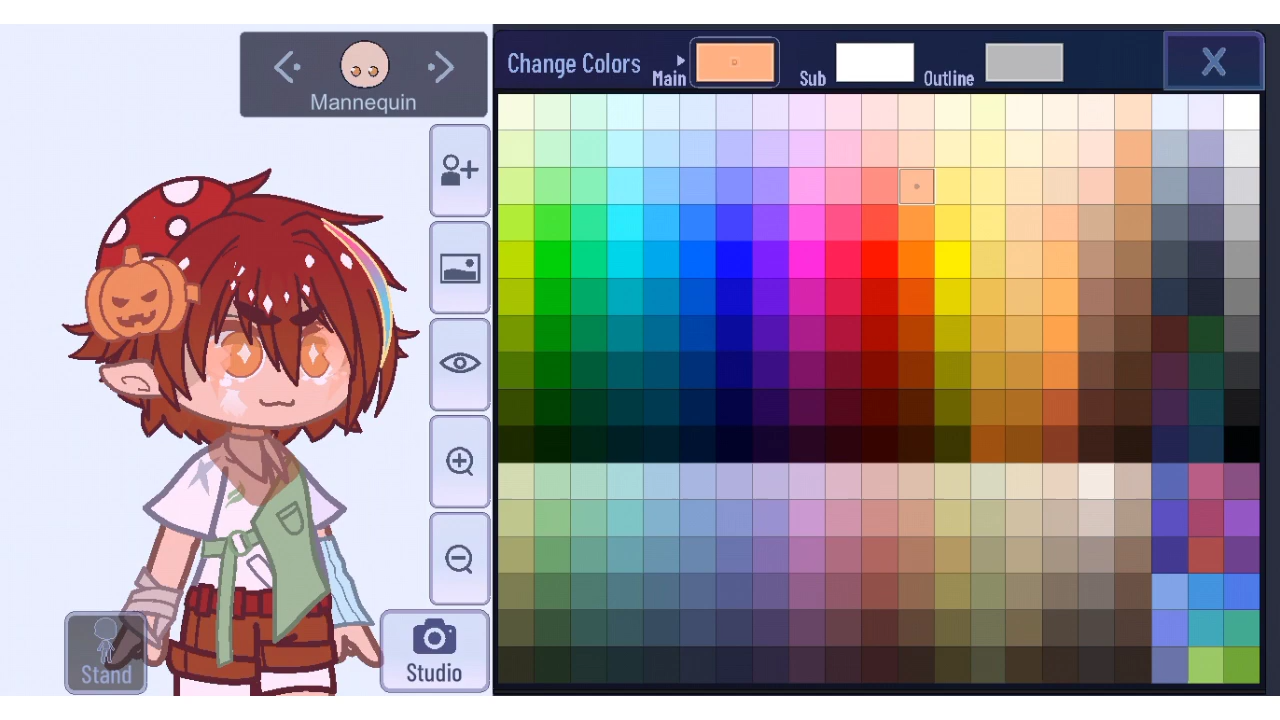 Mannequin
Change Colors
Main
Sub
Outline
X
Stand
Studio